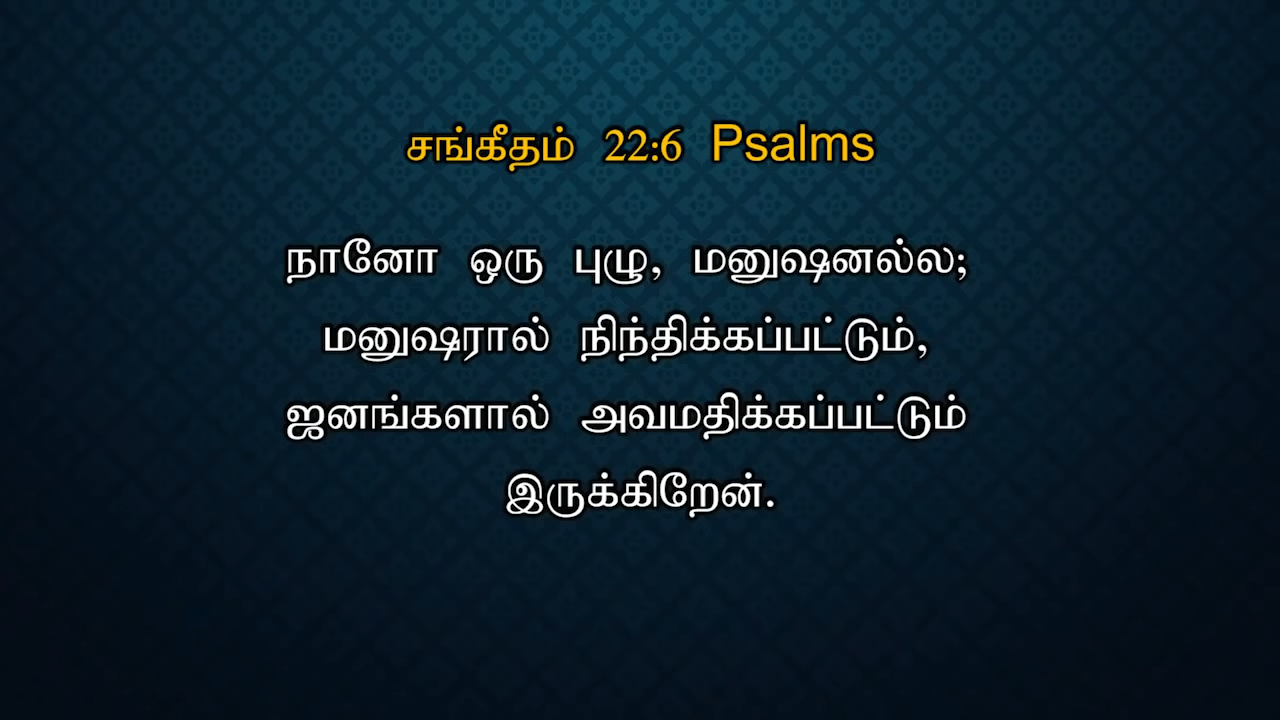 சங்கீதம் 22:6 Psalms
நானோ ஒரு புழு, மனுஷனல்ல;
மனுஷரால் நிந்திக்கப்பட்டும்,
ஜனங்களால் அவமதிக்கப்பட்டும்
இருக்கிறேன்.